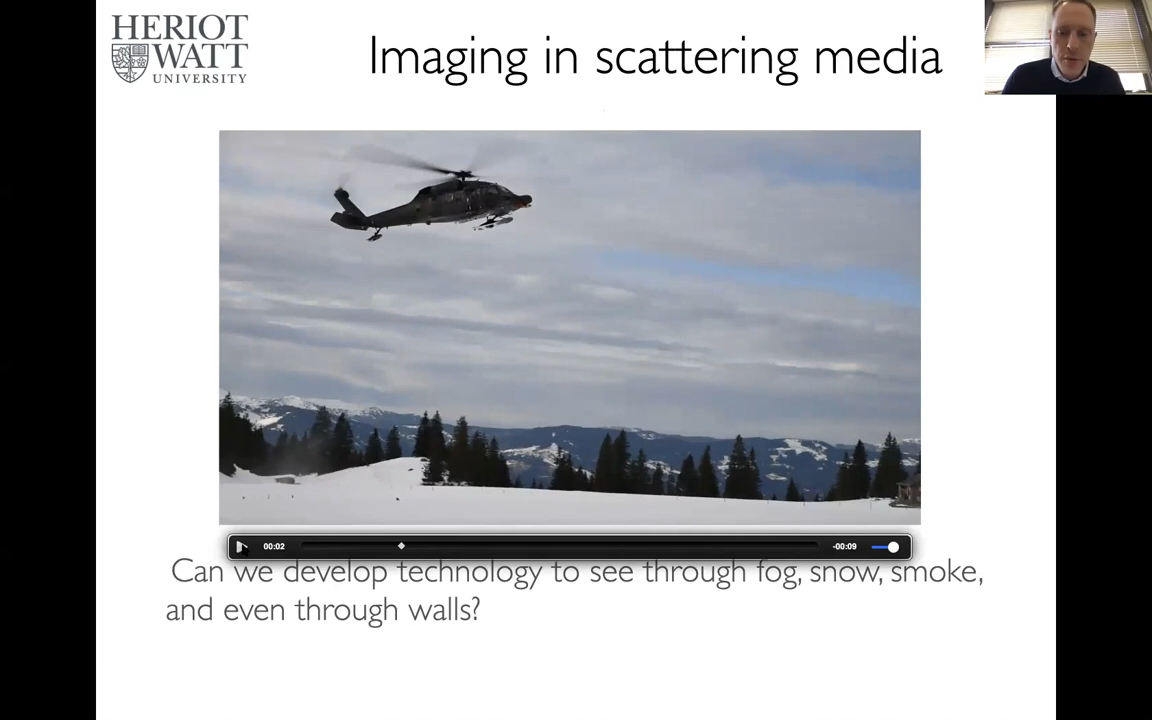 HERIOT
WATT
UNIVERSITY
Imaging in scattering media
00:02
-00:09
Can we develop technology to see through fog, snow, smoke,
and even through walls?